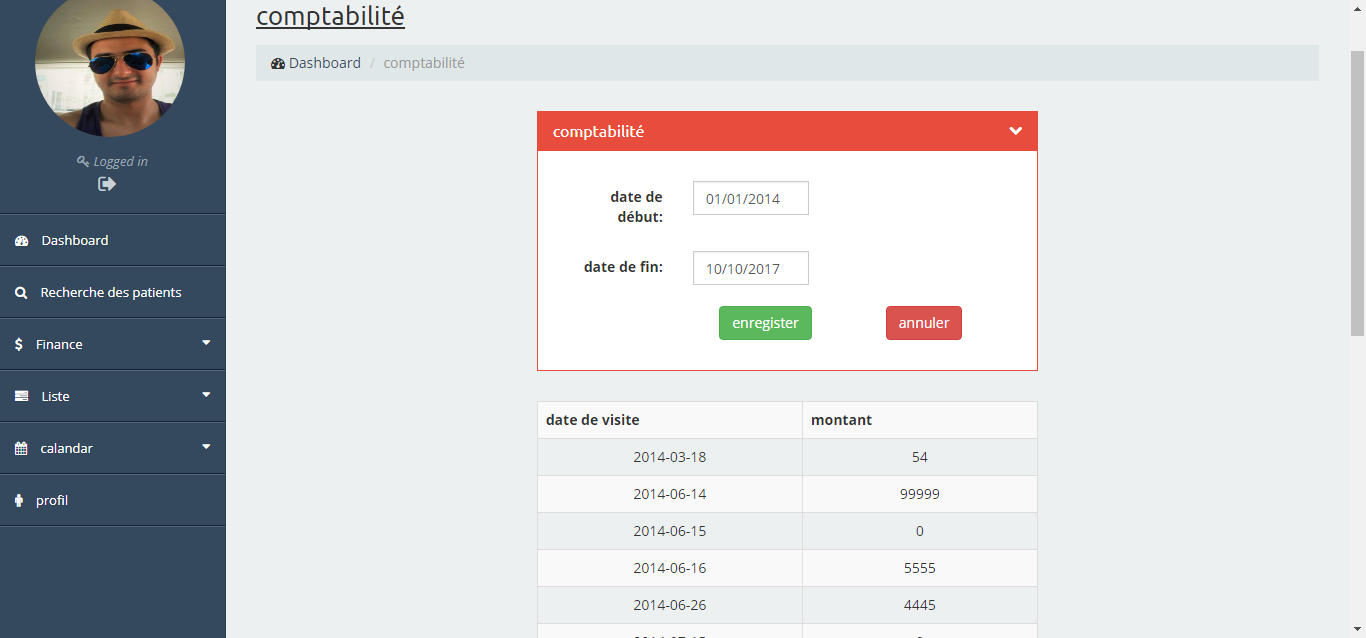 comptabilité
Dashboard / comptabilité
Logged in
Dashboard
Recherche des patients
Finance
Liste
calandar
profil
comptabilité
date de
début:
01/01/2014
date de fin:
10/10/2017
enregister
annuler
date de visite montant
2014-03-18 54
2014-06-14 99999
2014-06-15 0
2014-06-16 5555
2014-06-26 4445